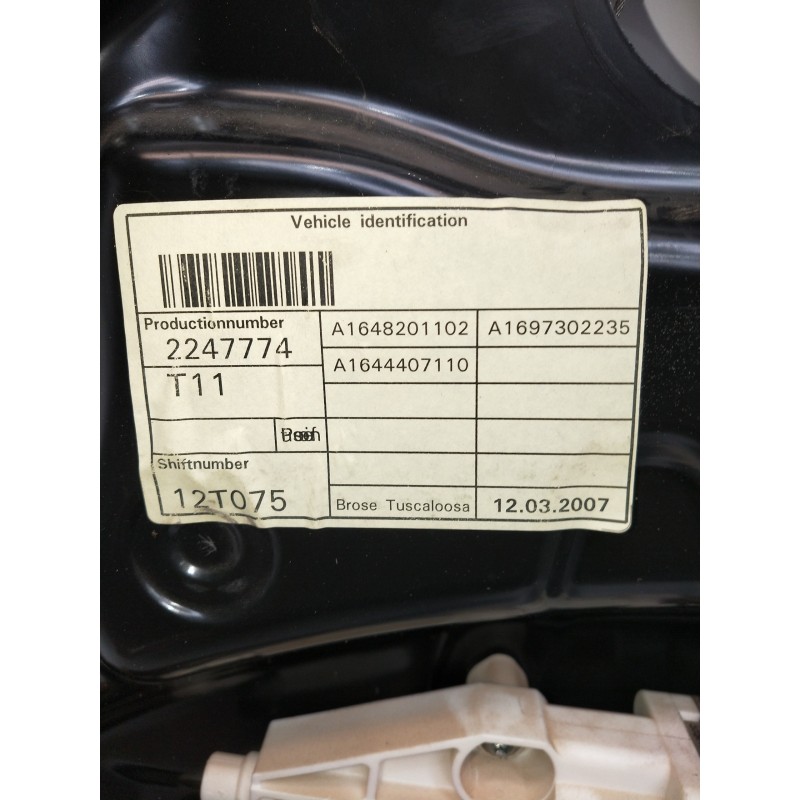 Vehicle identification
Productionnumber
2247774
A1648201102
A1697302235
T11
A1644407110
Shiftnumber
12T075
Brose Tuscaloosa
12.03.2007